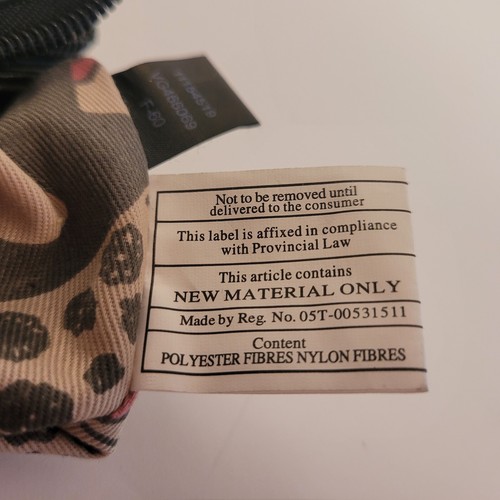 F-60
Not to be removed until
delivered to the consumer
This label is affixed in compliance
with Provincial Law
This article contains
NEW MATERIAL ONLY
Made by Reg. No. 05T-00531511
Content
POLYESTER FIBRES NYLON FIBRES